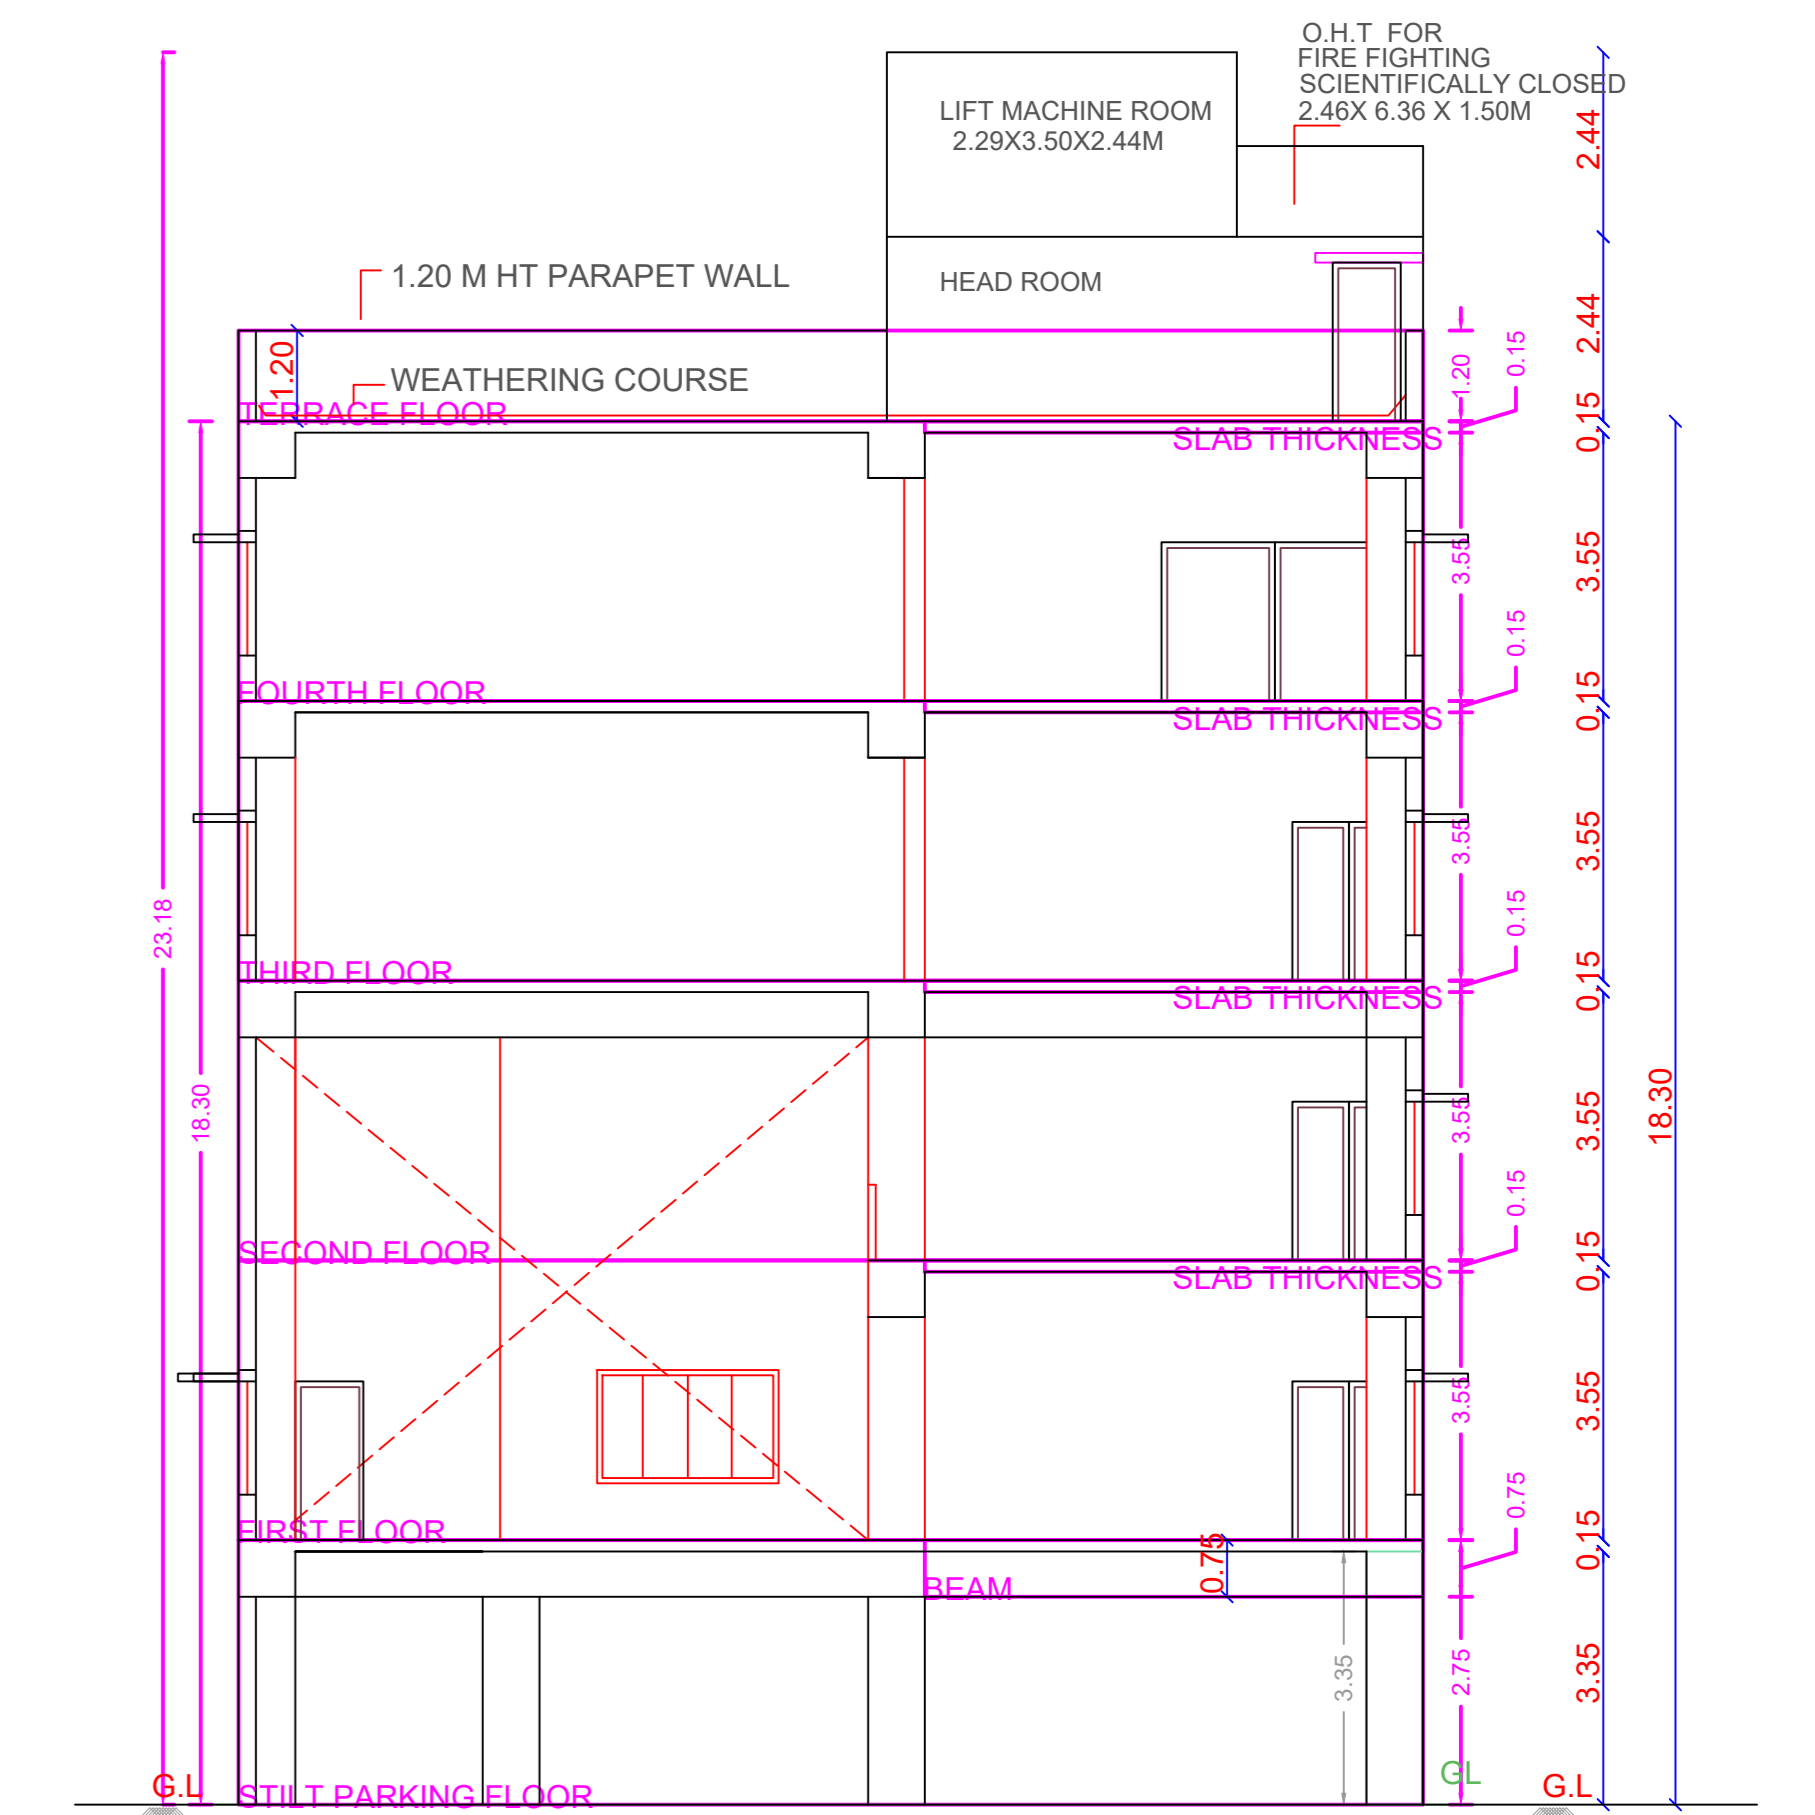 O.H.T FOR
FIRE FIGHTING
SCIENTIFICALLY CLOSED
2.46X 6.36 X 1.50M
LIFT MACHINE ROOM
2.29X3.50X2.44M
2.44
1.20 M HT PARAPET WALL
HEAD ROOM
2.44
1.20
WEATHERING COURSE
1.20
0.15
TERRACE FLOOR
0.15
SLAB THICKNESS
3.55
3.55
0.15
FOURTH FLOOR
0.15
SLAB THICKNESS
3.55
3.55
23.18
0.15
THIRD FLOOR
0.15
SLAB THICKNESS
18.30
3.55
3.55
18.30
0.15
SECOND FLOOR
0.15
SLAB THICKNESS
3.55
3.55
0.75
FIRST FLOOR
0.15
0.75
BEAM
3.35
2.75
3.35
G.L
STILT PARKING FLOOR
GL
G.L